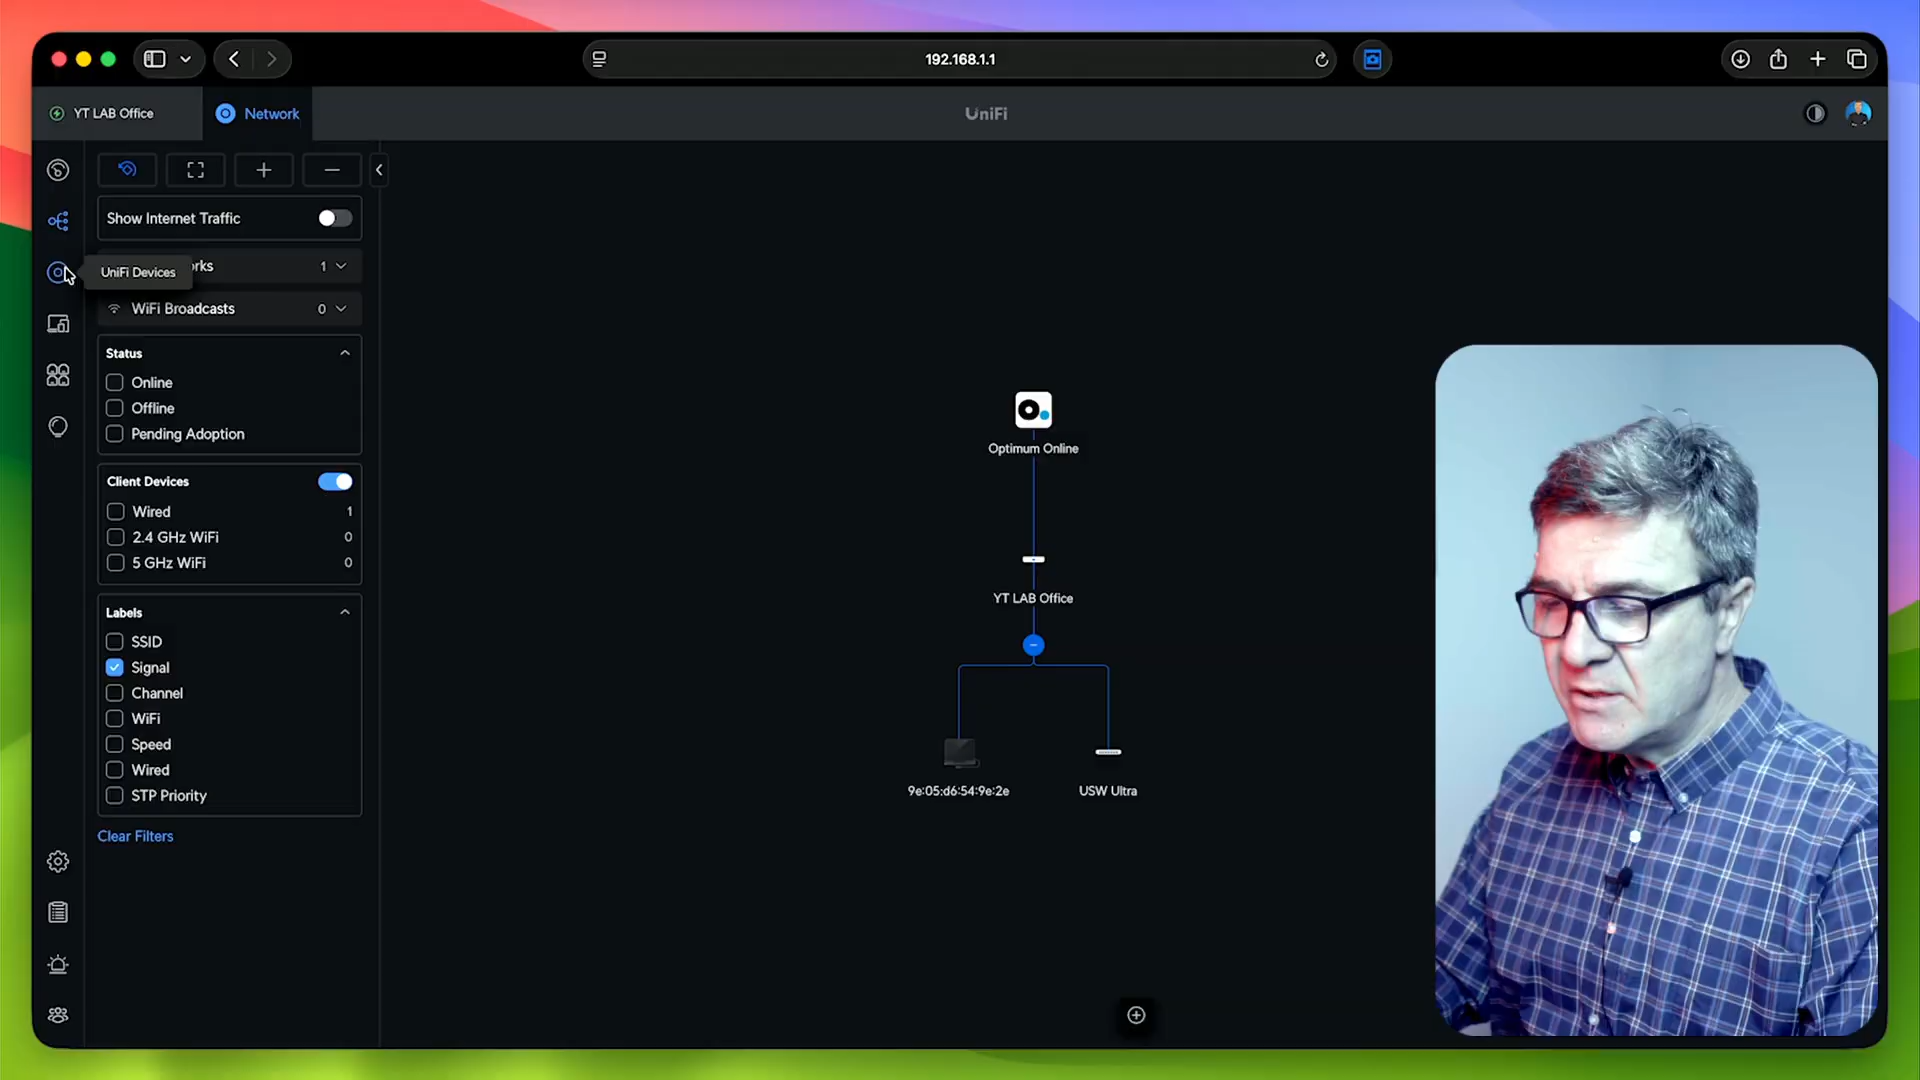 192.168.1.1
YT LAB Office
Network
UniFi
Show Internet Traffic
UniFi Devices
rks
1
WiFi Broadcasts
0
Status
Online
Offline
Pending Adoption
Client Devices
Wired
1
2.4 GHz WiFi
0
5 GHz WiFi
0
Labels
SSID
Signal
Channel
WiFi
Speed
Wired
STP Priority
Clear Filters
Optimum Online
YT LAB Office
9e:05:d6:54:9e:2e
USW Ultra